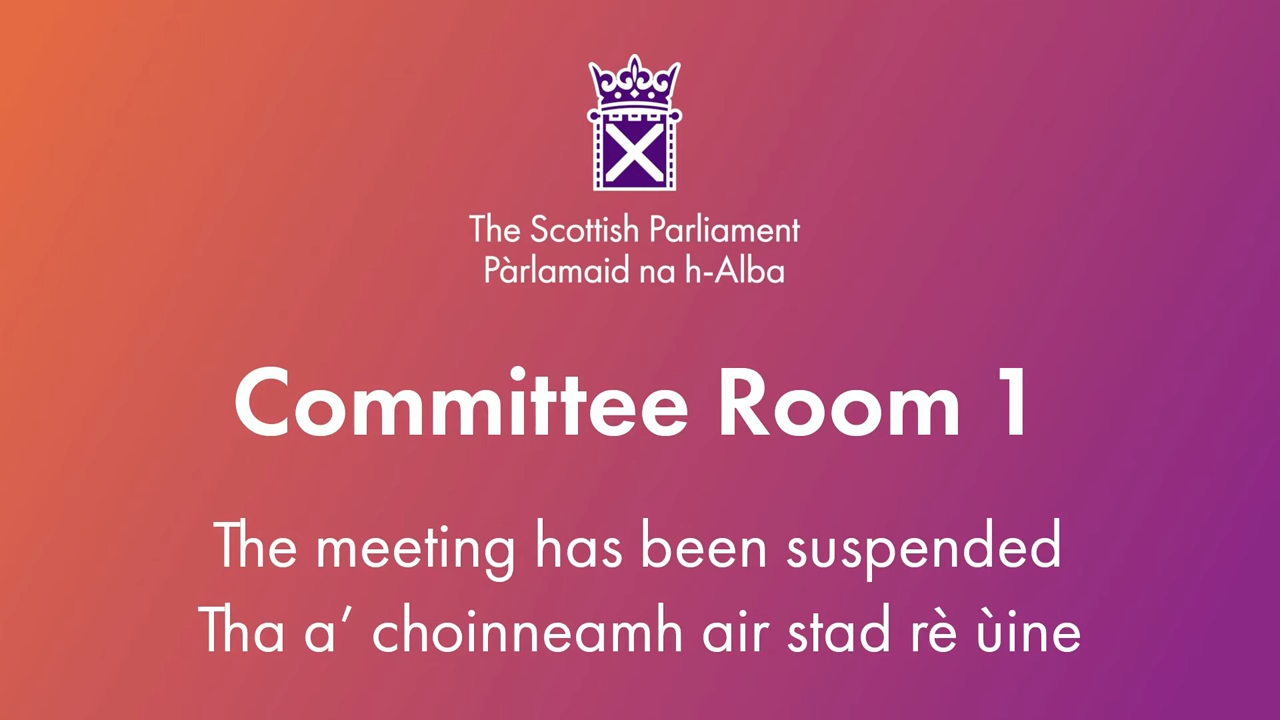 The Scottish Parliament
Pàrlamaid na h-Alba
Committee Room 1
The meeting has been suspended
Tha a’ choinneamh air stad rè ùine